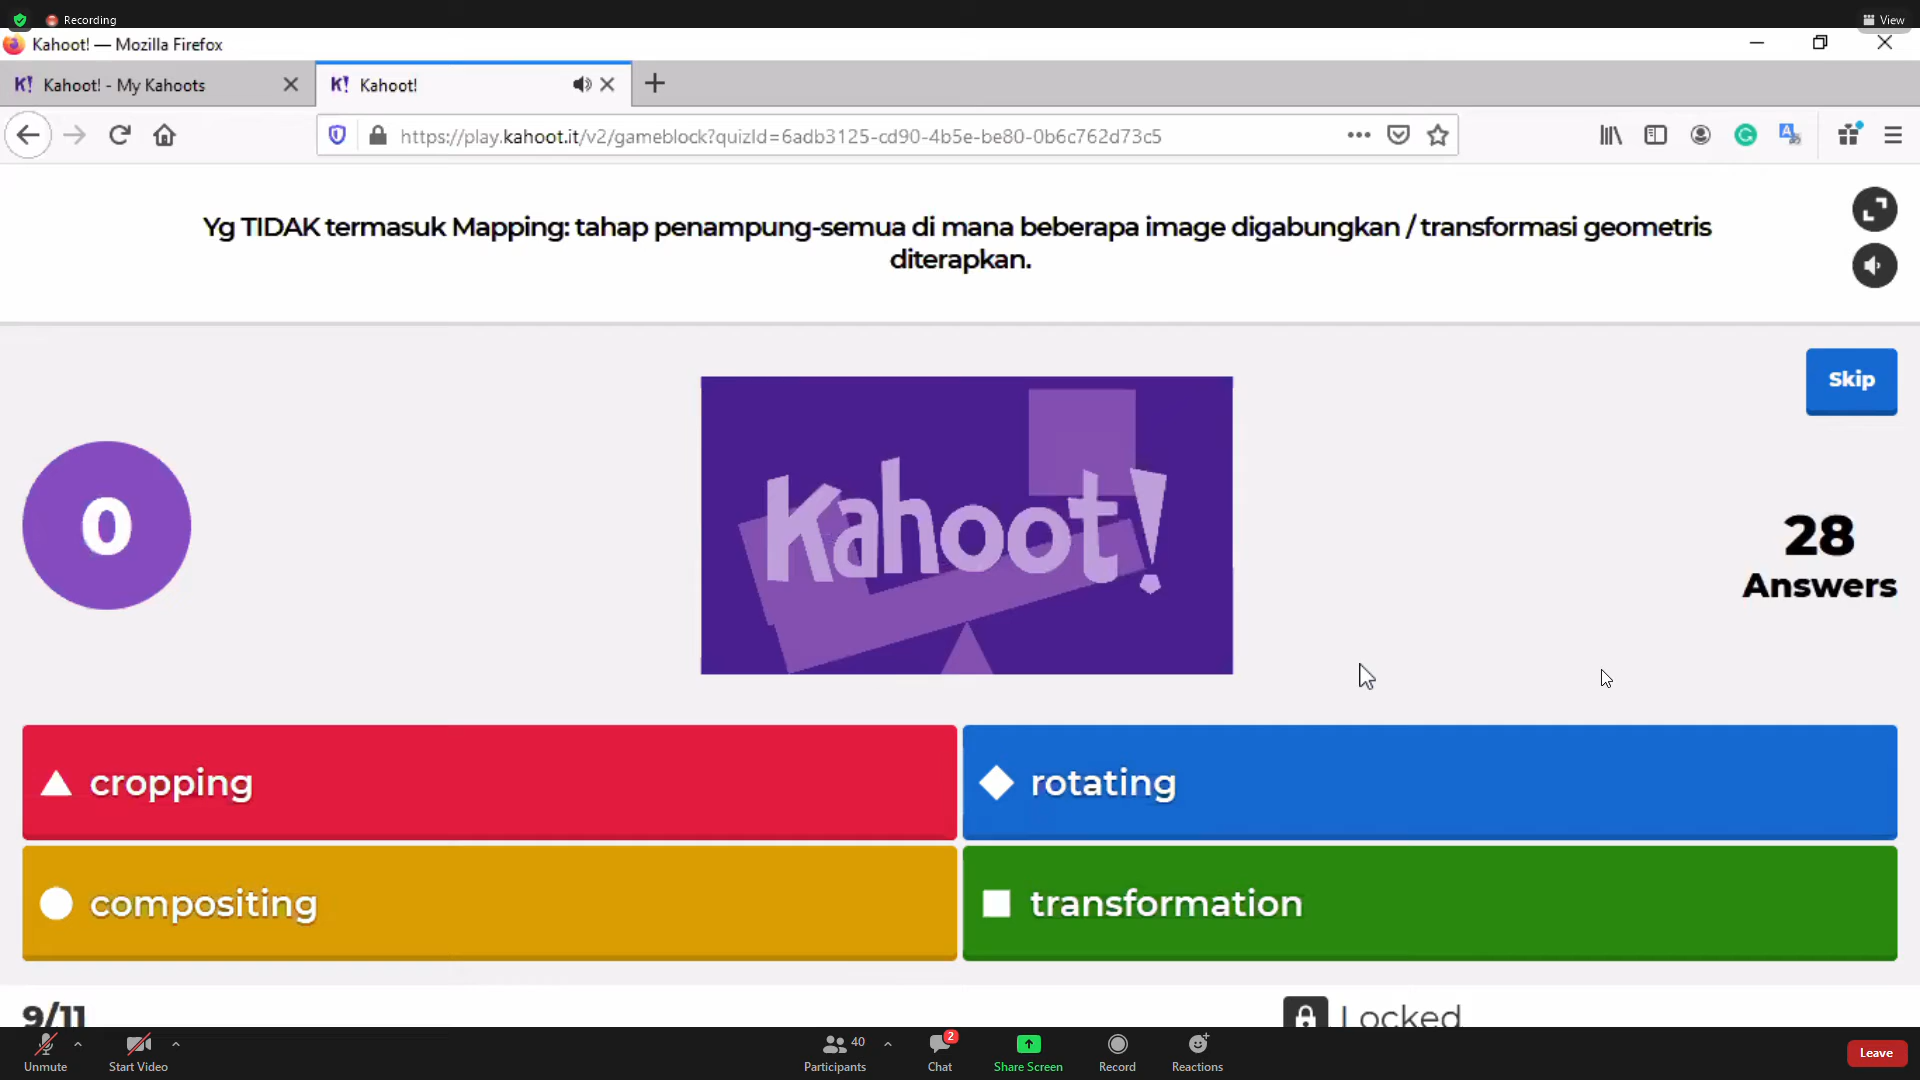 Recording
View
Kahoot! — Mozilla Firefox
K! Kahoot! - My Kahoots
K! Kahoot!
https://play.kahoot.it/v2/gameblock?quizId=6adb3125-cd90-4b5e-be80-0b6c762d73c5
Yg TIDAK termasuk Mapping: tahap penampung-semua di mana beberapa image digabungkan / transformasi geometris
diterapkan.
Skip
0
Kahoot!
28
Answers
cropping
rotating
compositing
transformation
9/11
Locked
40
2
Unmute
Start Video
Participants
Chat
Share Screen
Record
Reactions
Leave